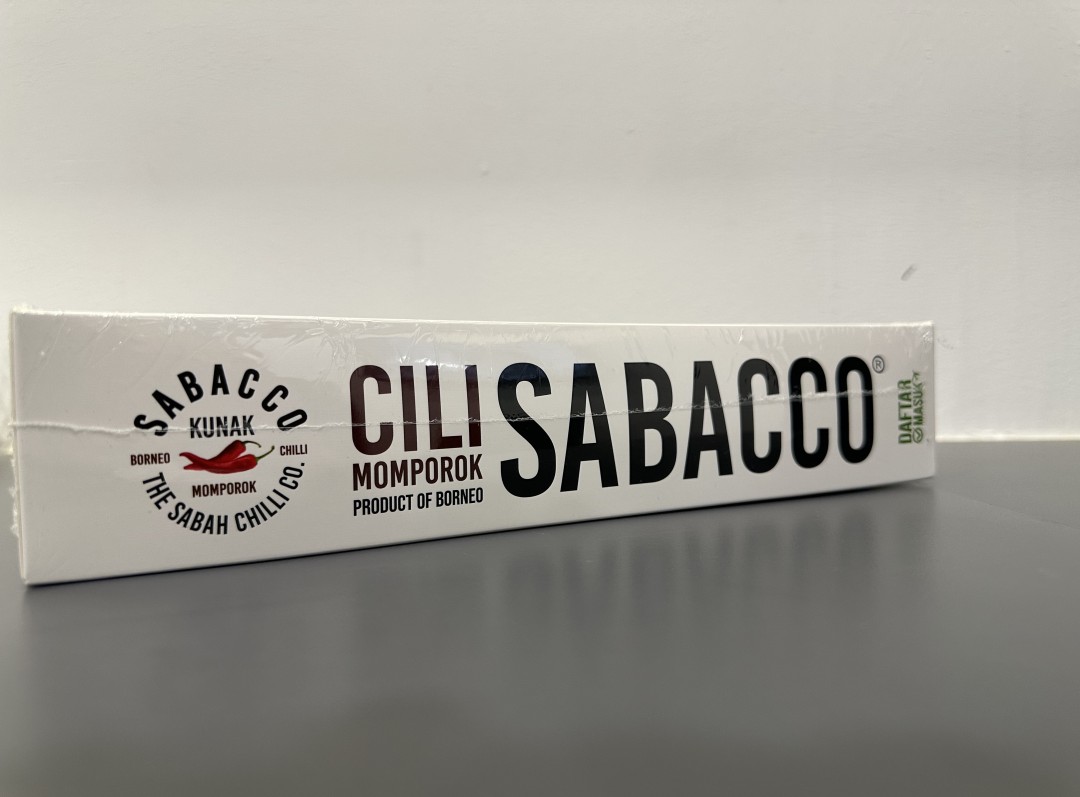 SABACCO
KUNAK
BORNEO
CHILLI
MOMPOROK
THE SABAH CHILLI CO.
CILI
MOMPOROK
PRODUCT OF BORNEO
SABACCO®
DAFTAR
MASUK